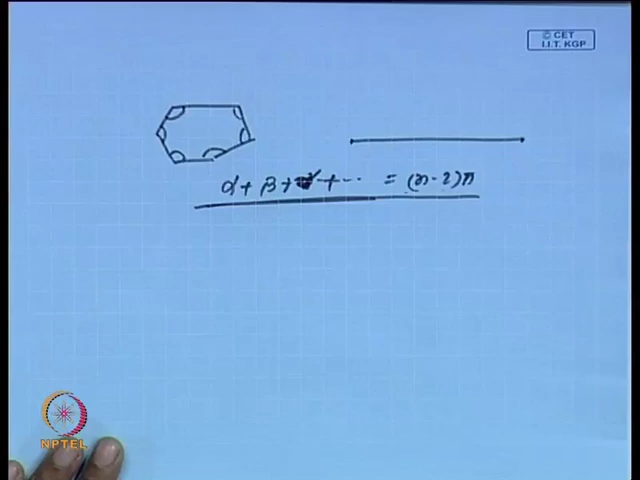 © CET
I.I.T. KGP
α + β + γ + ... = (n - 2)π
NPTEL